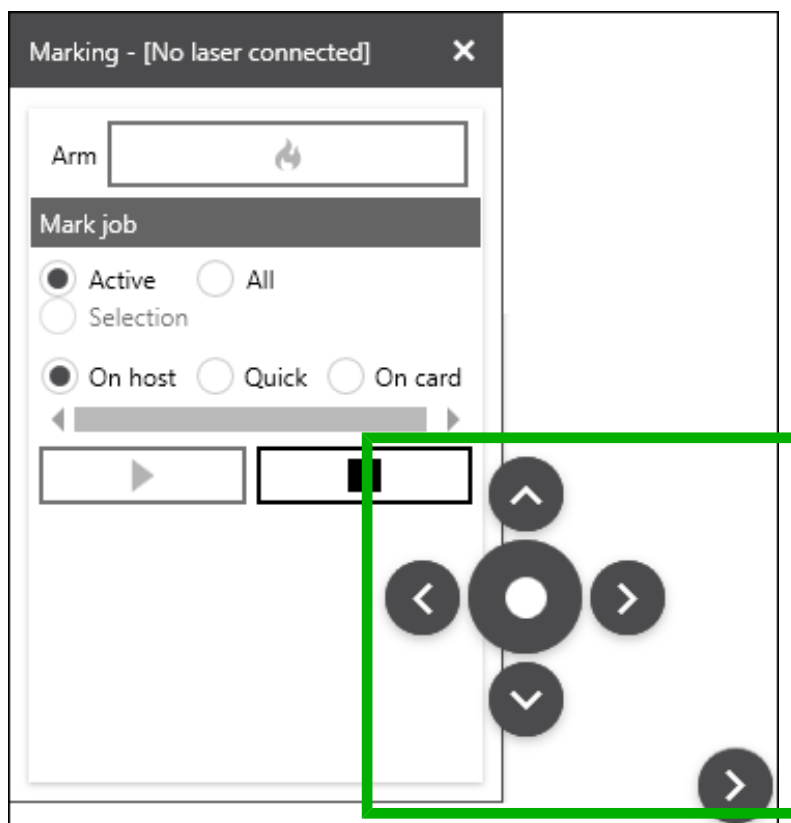 Marking - [No laser connected]
Arm
Mark job
Active All
Selection
On host Quick On card